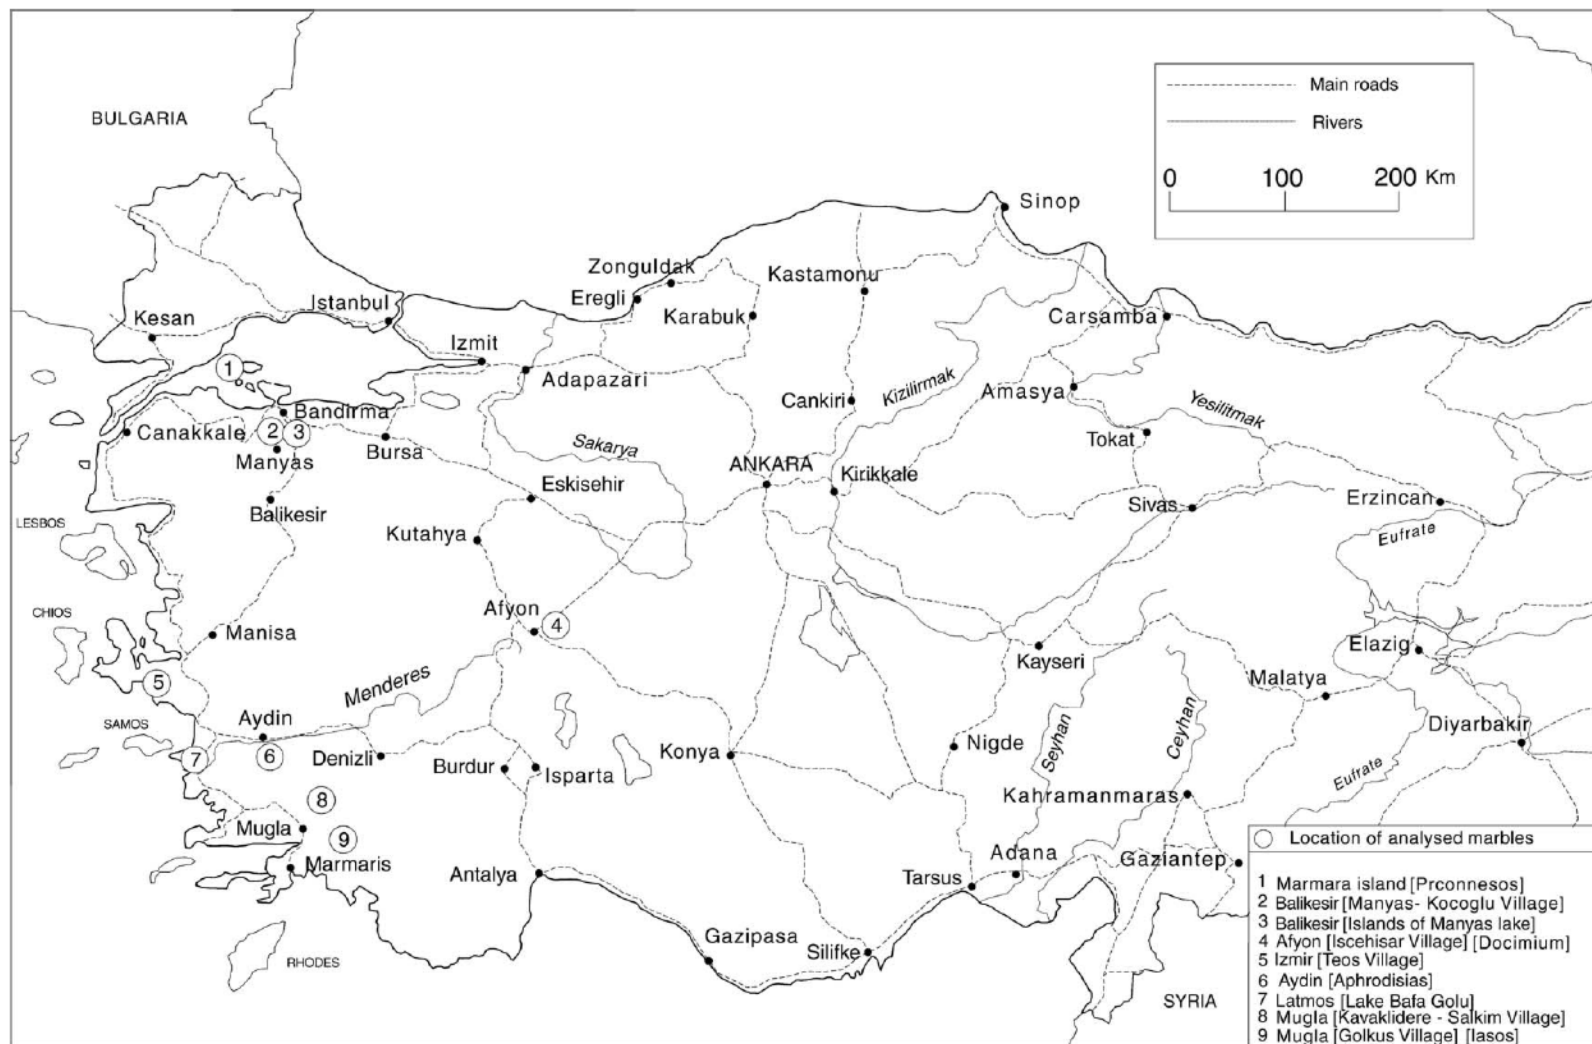 BULGARIA
Main roads
Rivers
0 100 200 Km
Sinop
Zonguldak
Kastamonu
Eregli
Istanbul
Karabuk
Carsamba
Kesan
Izmit
1
Adapazari
Kizilirmak
Amasya
Cankiri
Yesilitmak
Bandirma
Canakkale
2
3
Tokat
Bursa
Sakarya
Manyas
ANKARA
Kirikkale
Eskisehir
Balikesir
Sivas
Erzincan
LESBOS
Kutahya
Eufrate
CHIOS
Afyon
4
Manisa
Elazig
Kayseri
5
Menderes
Malatya
SAMOS
Aydin
Seyhan
Ceyhan
Diyarbakir
7
6
Denizli
Burdur
Isparta
Konya
Nigde
Eufrate
8
Kahramanmaras
Mugla
9
Marmaris
Antalya
Tarsus
Adana
Gaziantep
RHODES
Gazipasa
Silifke
SYRIA
Location of analysed marbles
1 Marmara island [Prconnesos]
2 Balikesir [Manyas- Kocoglu Village]
3 Balikesir [Islands of Manyas lake]
4 Afyon [Iscehisar Village] [Docimium]
5 Izmir [Teos Village]
6 Aydin [Aphrodisias]
7 Latmos [Lake Bafa Golu]
8 Mugla [Kavaklidere - Salkim Village]
9 Mugla [Golkus Village] [Iasos]